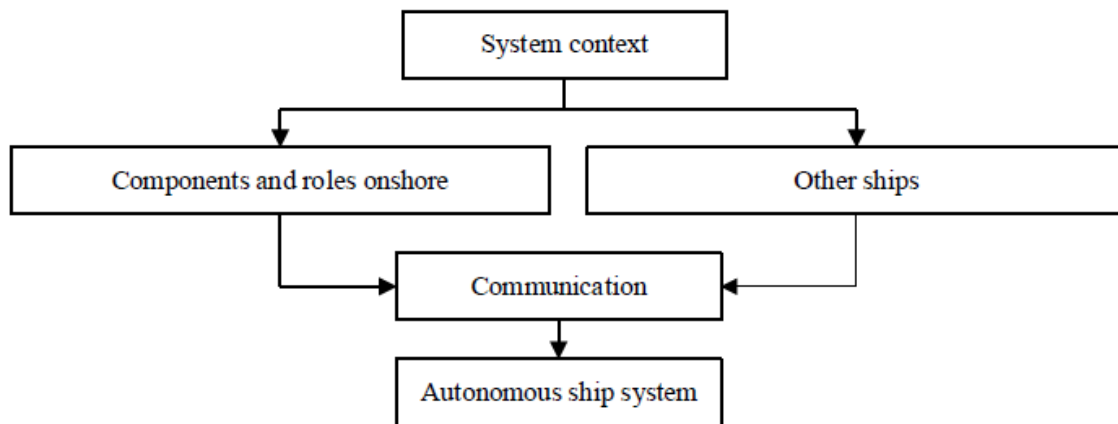 System context
Components and roles onshore
Other ships
Communication
Autonomous ship system